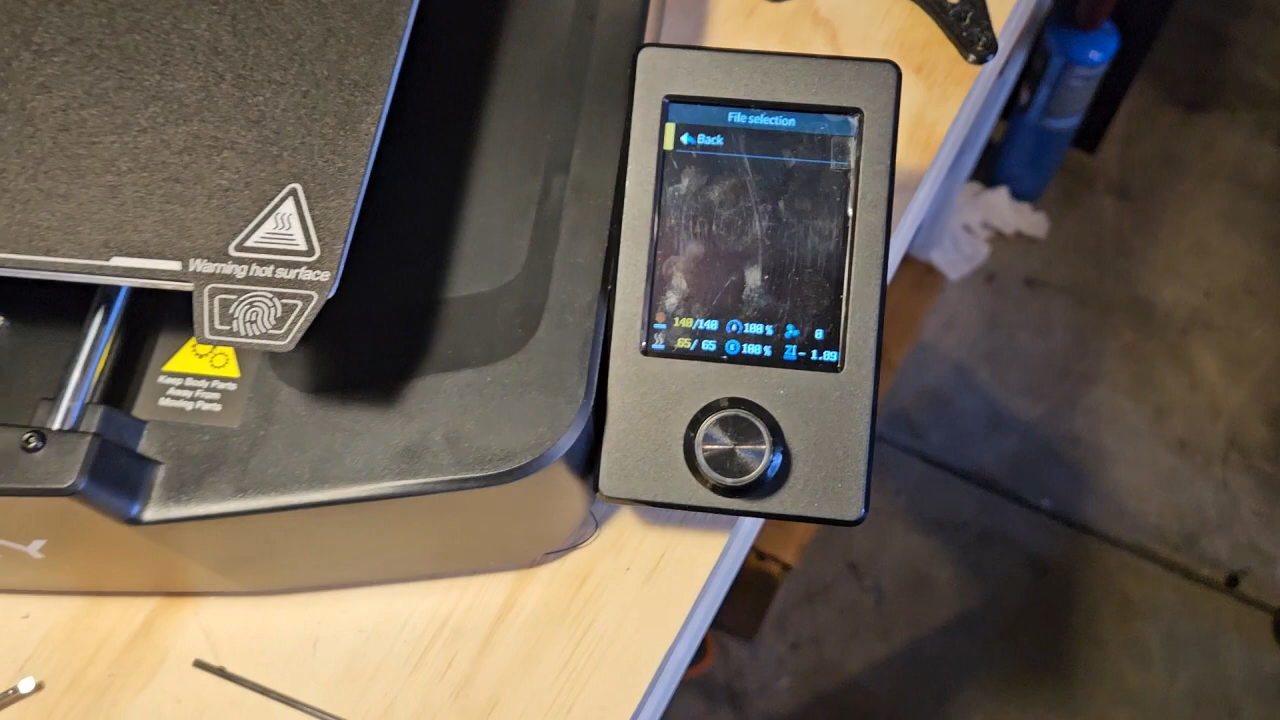 File selection
Back
140/140 100% 0
65/ 65 100% Z -1.89
Warning hot surface
Keep Body Parts
Away From
Moving Parts